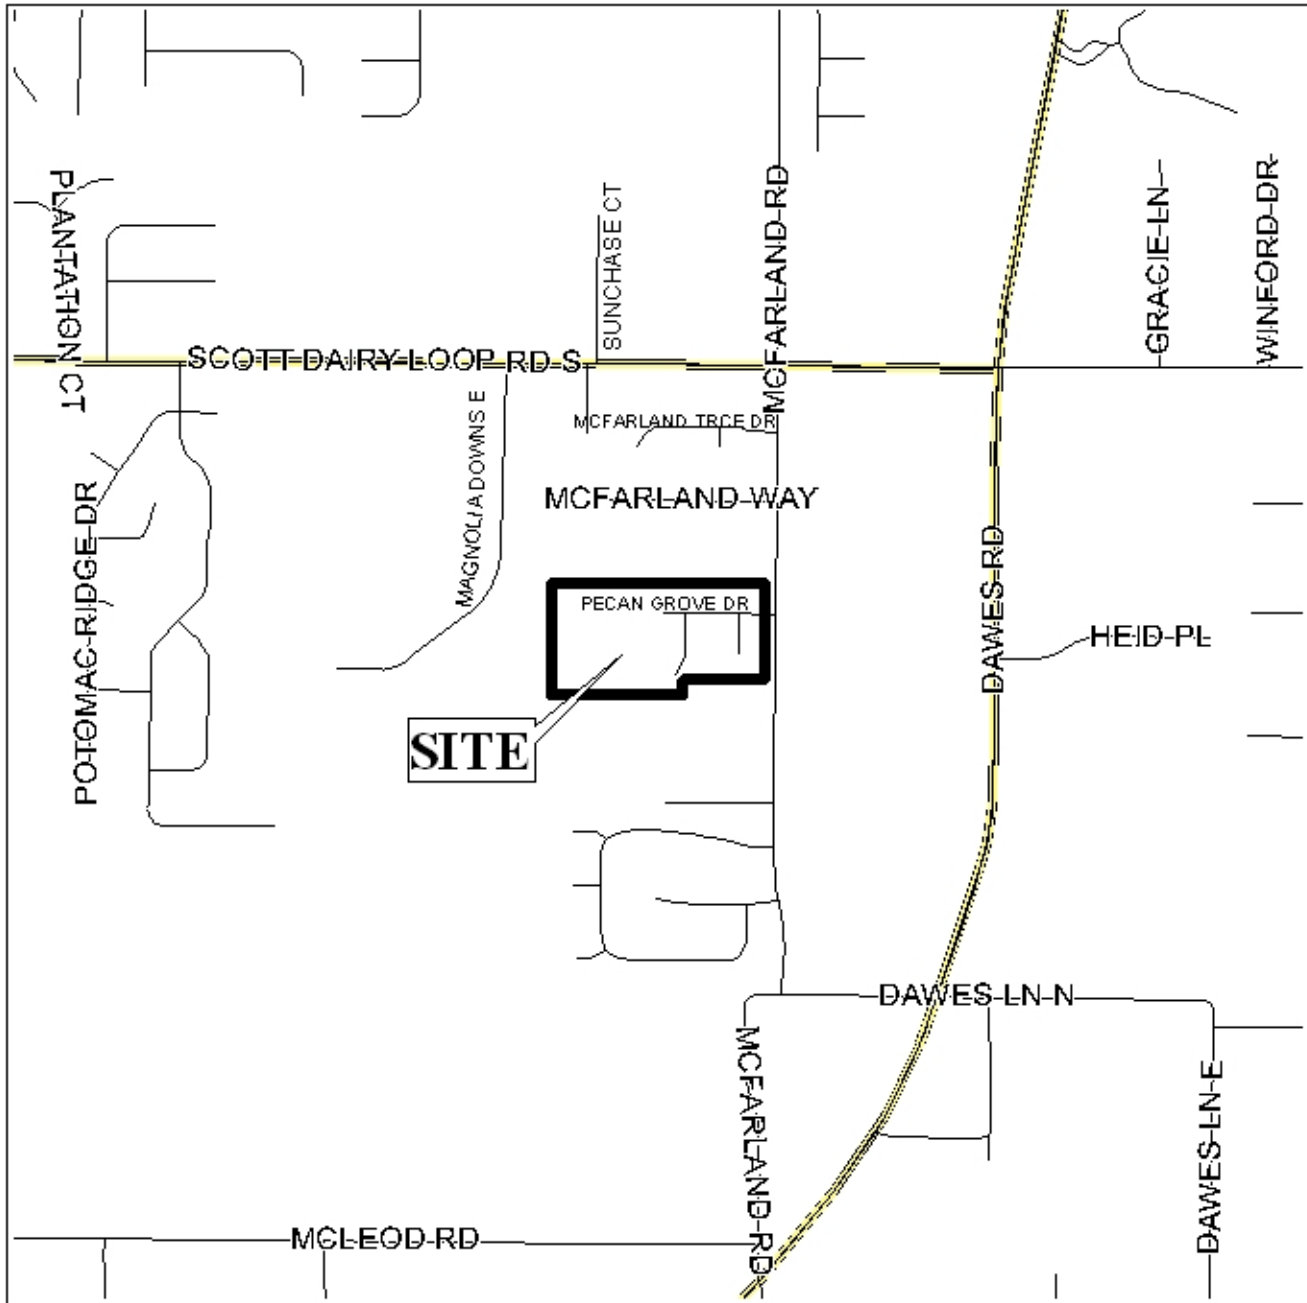 PLANTATION CT
SUNCHASE CT
MCFARLAND RD
GRACIE LN
WINFORD DR
SCOTT DAIRY LOOP RD S
MAGNOLIA DOWNS E
MCFARLAND TRCE DR
MCFARLAND WAY
POTOMAC RIDGE DR
PECAN GROVE DR
DAWES RD
HEID PL
SITE
DAWES LN N
MCFARLAND RD
DAWES LN E
MCLEOD RD